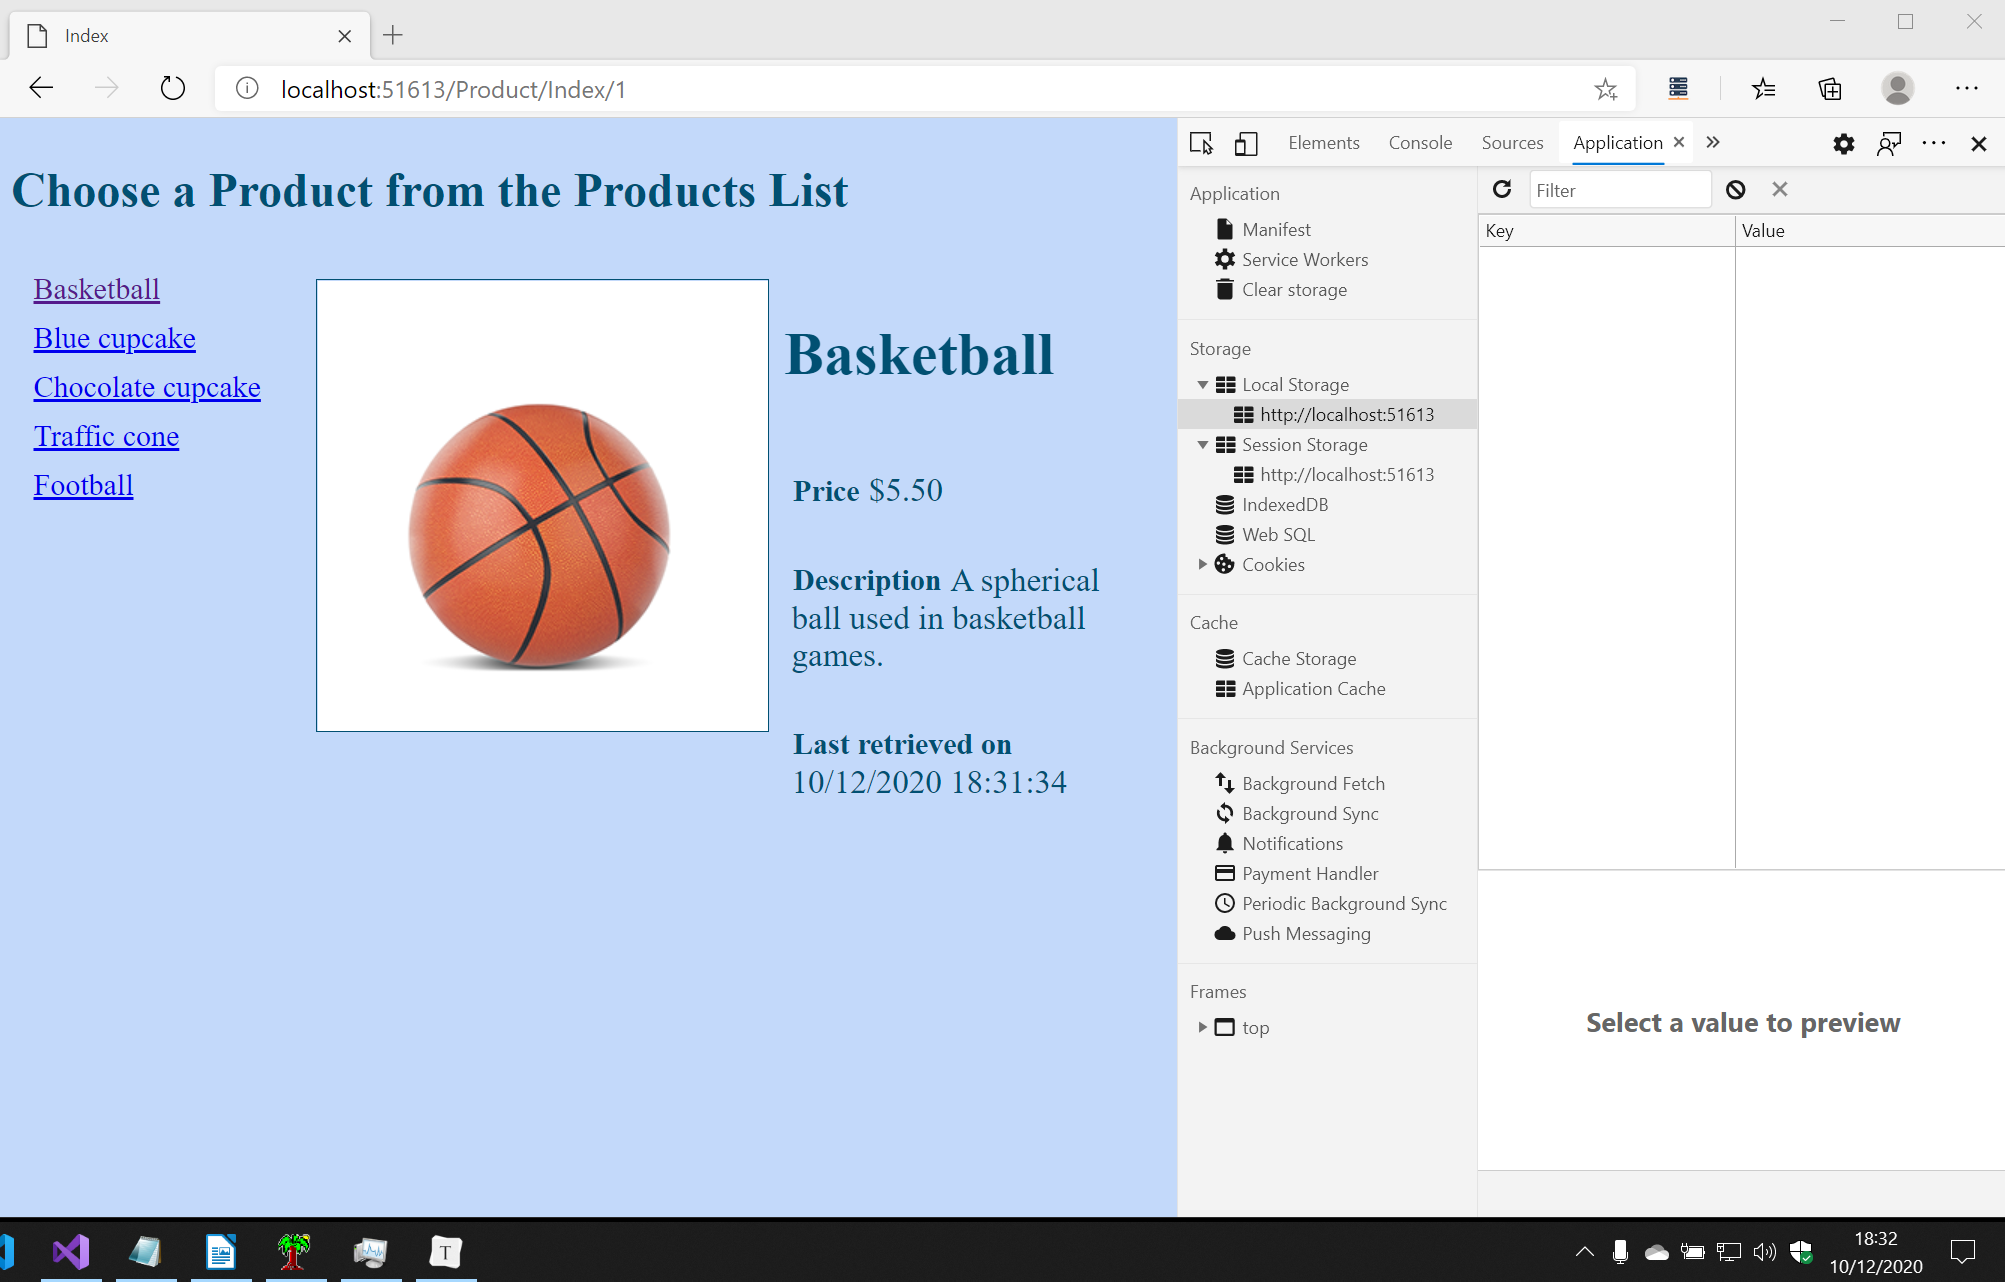 Index
localhost:51613/Product/Index/1
Choose a Product from the Products List
Basketball
Blue cupcake
Chocolate cupcake
Traffic cone
Football
Basketball
Price $5.50
Description A spherical
ball used in basketball
games.
Last retrieved on
10/12/2020 18:31:34
Elements Console Sources Application
Application
Manifest
Service Workers
Clear storage
Storage
Local Storage
http://localhost:51613
Session Storage
http://localhost:51613
IndexedDB
Web SQL
Cookies
Cache
Cache Storage
Application Cache
Background Services
Background Fetch
Background Sync
Notifications
Payment Handler
Periodic Background Sync
Push Messaging
Frames
top
Filter
Key Value
Select a value to preview
T
18:32
10/12/2020